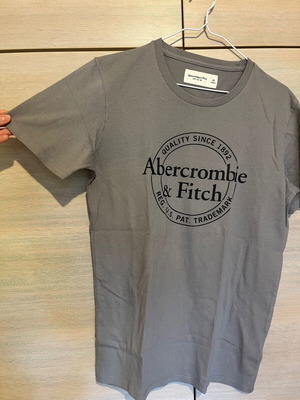 QUALITY SINCE 1892
Abercrombie
& Fitch
REG. U.S. PAT. TRADEMARK